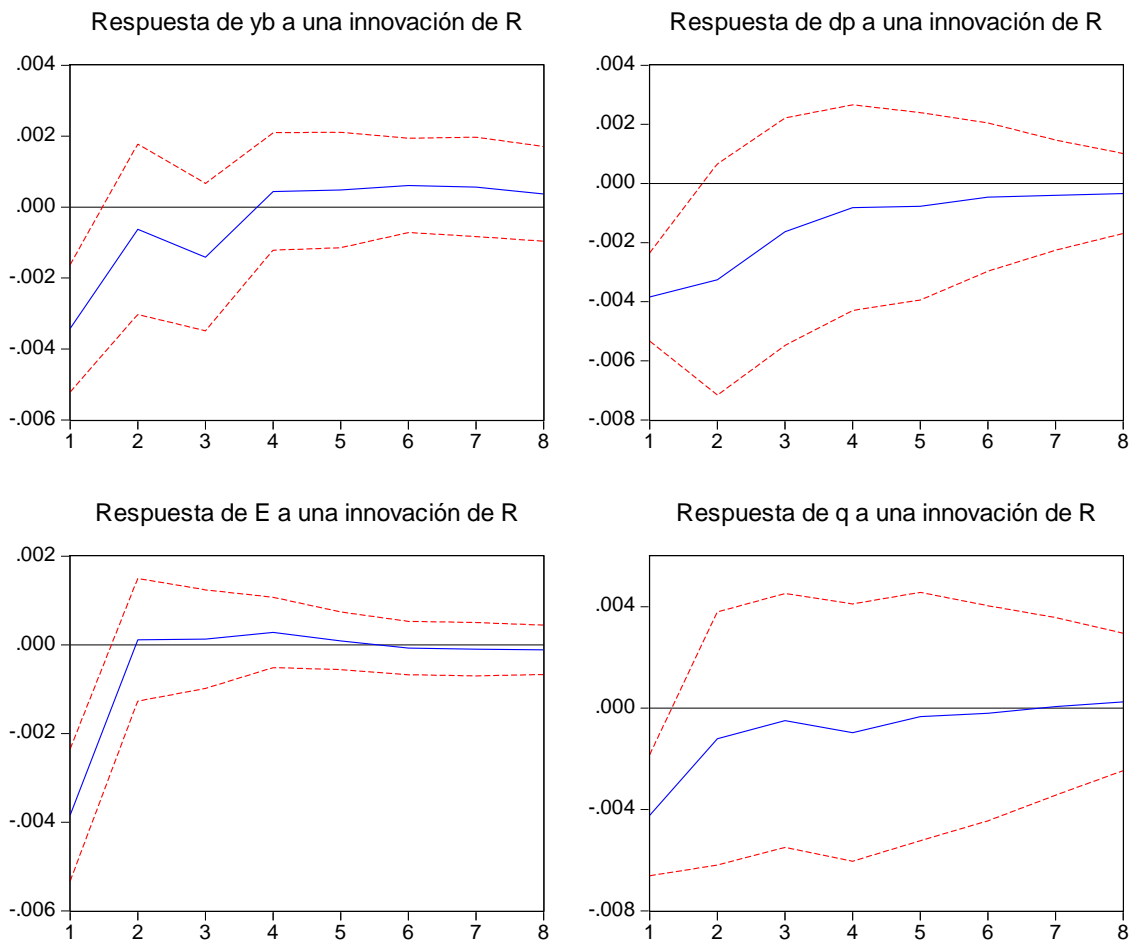 Respuesta de yb a una innovación de R
.004
.002
.000
-.002
-.004
-.006
1 2 3 4 5 6 7 8
Respuesta de dp a una innovación de R
.004
.002
.000
-.002
-.004
-.006
-.008
1 2 3 4 5 6 7 8
Respuesta de E a una innovación de R
.002
.000
-.002
-.004
-.006
1 2 3 4 5 6 7 8
Respuesta de q a una innovación de R
.004
.000
-.004
-.008
1 2 3 4 5 6 7 8